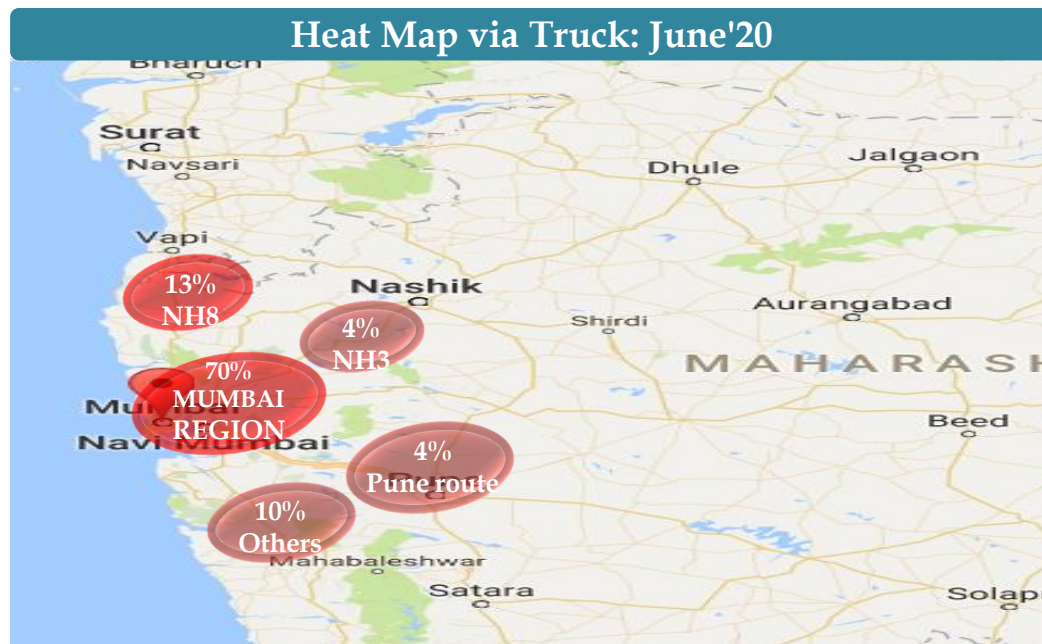 Heat Map via Truck: June'20
Bharuch
Surat
Navsari
Dhule
Jalgaon
Vapi
13%
NH8
Nashik
Aurangabad
Shirdi
4%
NH3
MAHARASH
70%
MUMBAI
REGION
Mumbai
Navi Mumbai
Beed
4%
Pune route
10%
Others
Mahabaleshwar
Satara
Solap